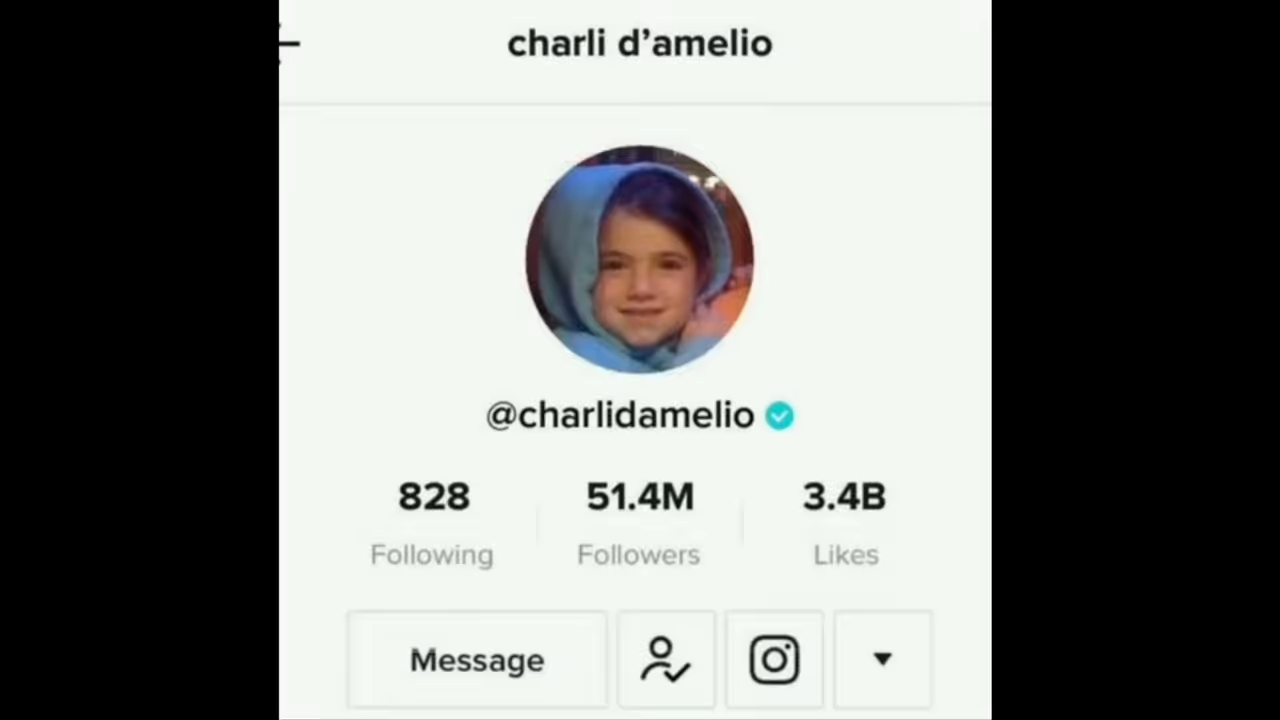 charli d’amelio
@charlidamelio
828 51.4M 3.4B
Following Followers Likes
Message